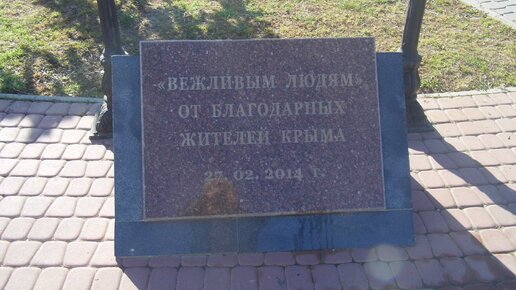 «ВЕЖЛИВЫМ ЛЮДЯМ»
ОТ БЛАГОДАРНЫХ
ЖИТЕЛЕЙ КРЫМА
27. 02. 2014 г.